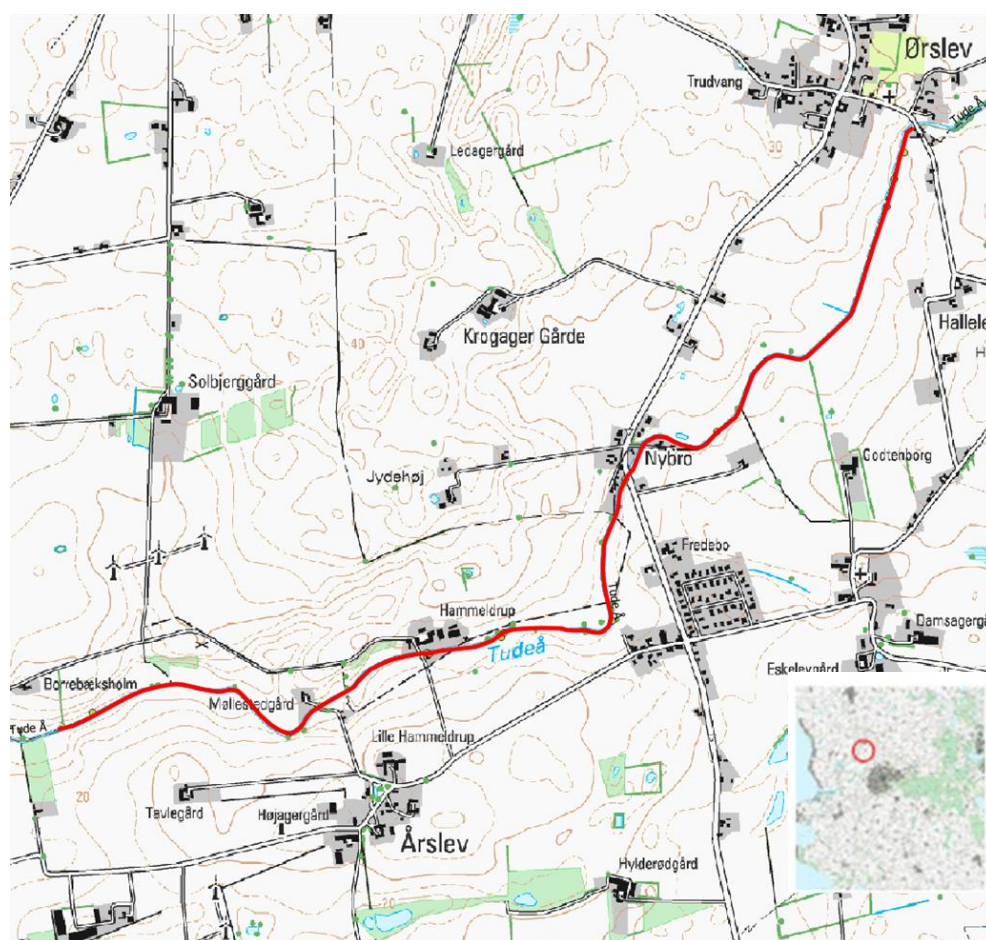 Ørslev
Trudvang
Tude Å
Ledagergård
30
Krogager Gårde
40
Hallele
H
Solbjerggård
Jydehøj
Nybro
Godtenborg
Fredebo
Hammeldrup
Tude Å
Tudeå
Damsagergå
Eskelevgård
Borrebæksholm
Møllestedgård
Tude Å
Lille Hammeldrup
20
Tavlegård
Højagergård
Årslev
Hylderødgård
20